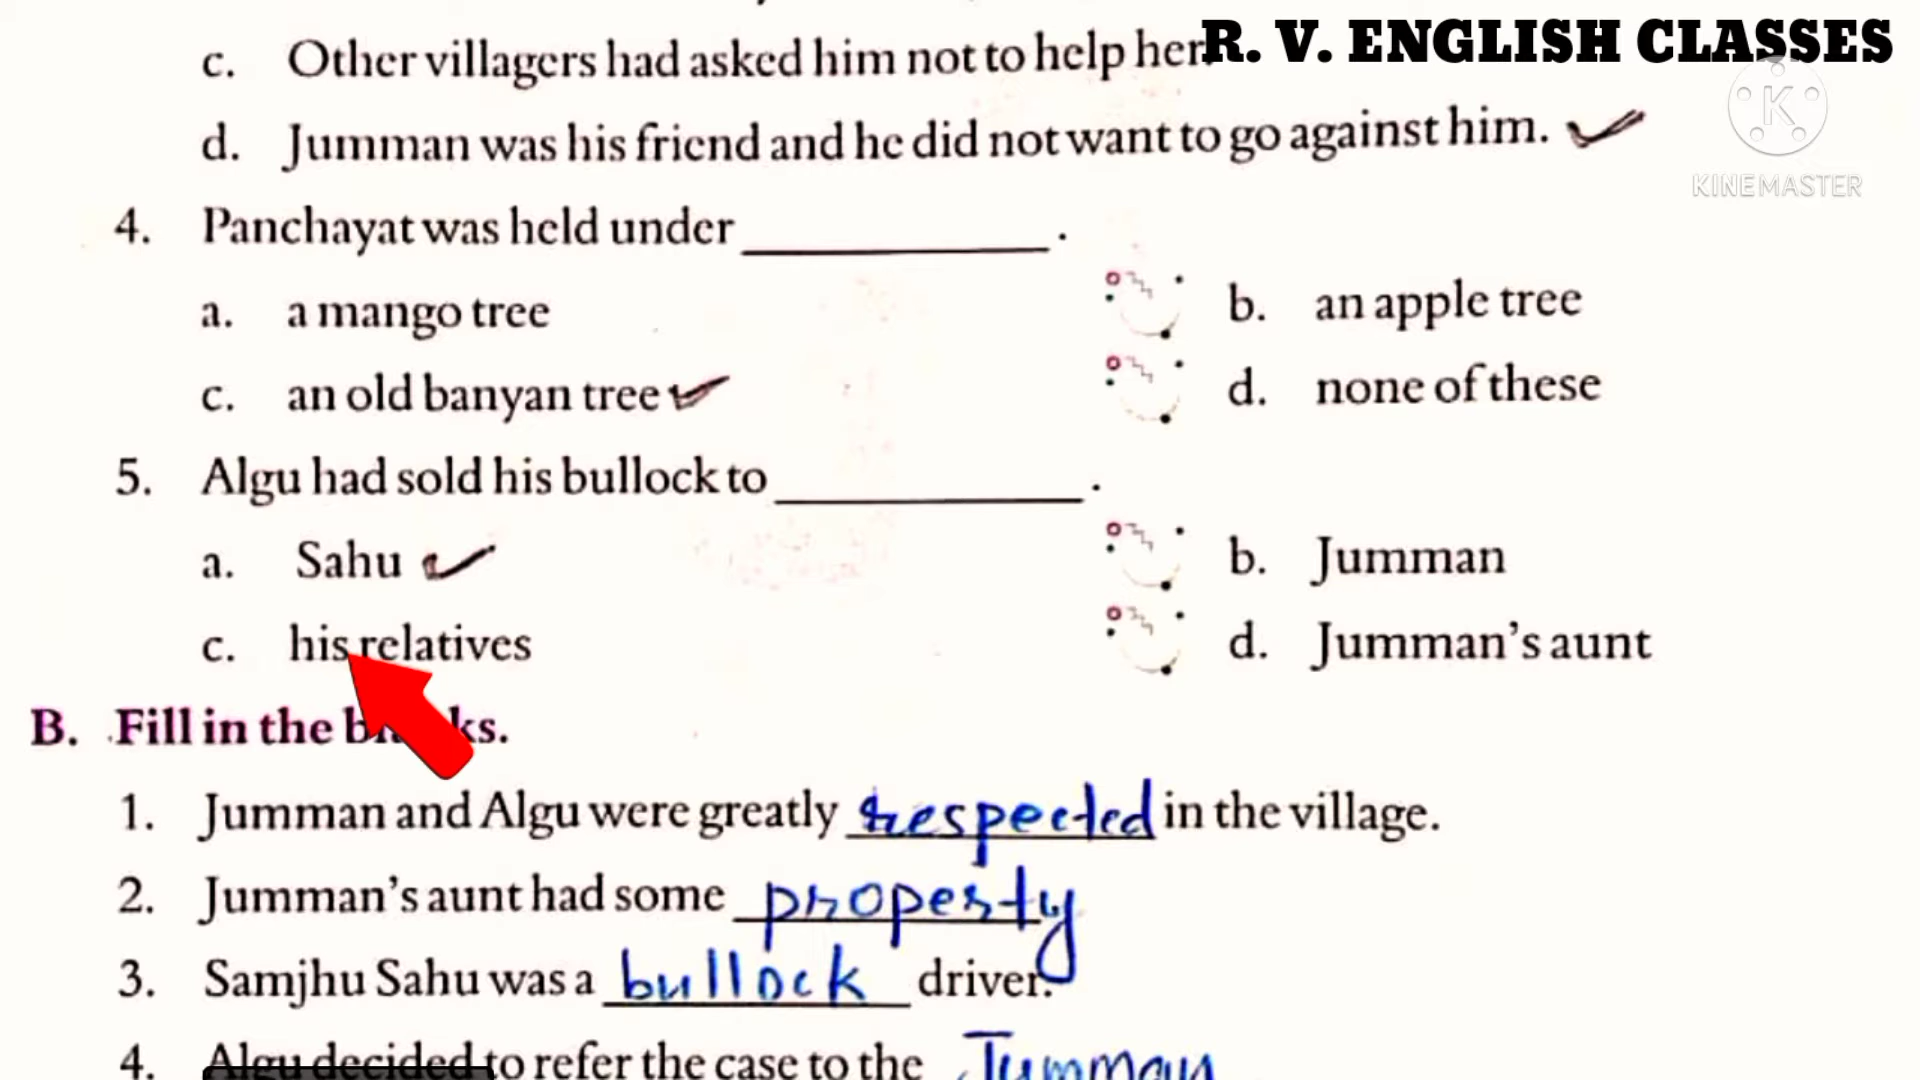 R. V. ENGLISH CLASSES
c. Other villagers had asked him not to help her.
KINEMASTER
d. Jumman was his friend and he did not want to go against him.
4. Panchayat was held under ____________.
a. a mango tree
b. an apple tree
c. an old banyan tree
d. none of these
5. Algu had sold his bullock to ____________.
a. Sahu
b. Jumman
c. his relatives
d. Jumman's aunt
B. Fill in the ks.
1. Jumman and Algu were greatly respected in the village.
2. Jumman's aunt had some property
3. Samjhu Sahu was a bullock driver.
4. Algu decided to refer the case to the Jumman